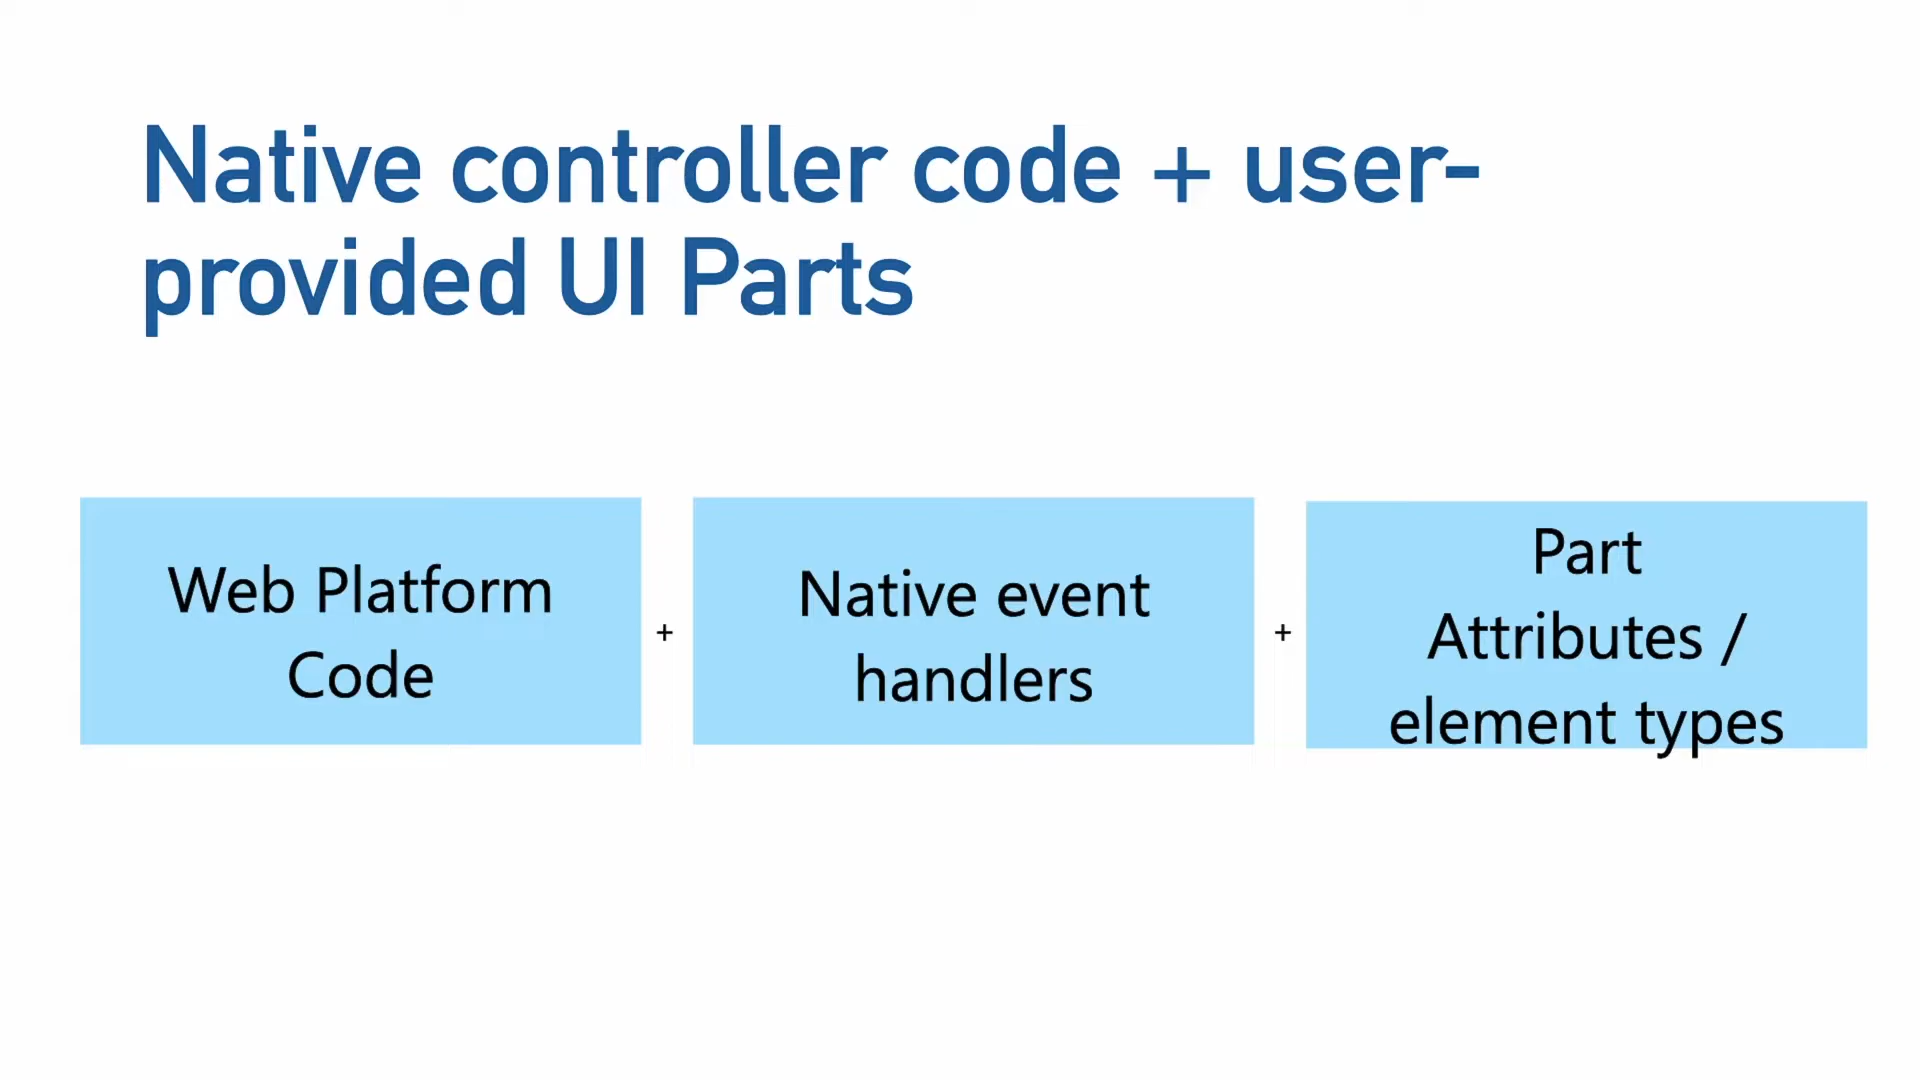 Native controller code + user-
provided UI Parts
Web Platform
Code
+
Native event
handlers
+
Part
Attributes /
element types